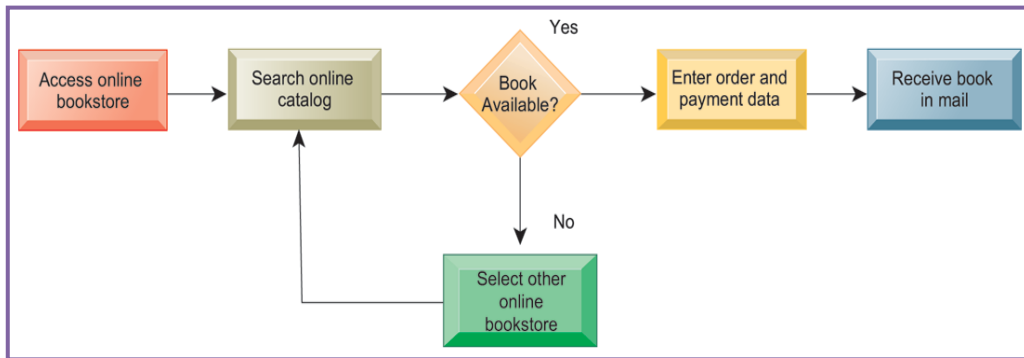 Access online
bookstore
Search online
catalog
Book
Available?
Yes
Enter order and
payment data
Receive book
in mail
No
Select other
online
bookstore